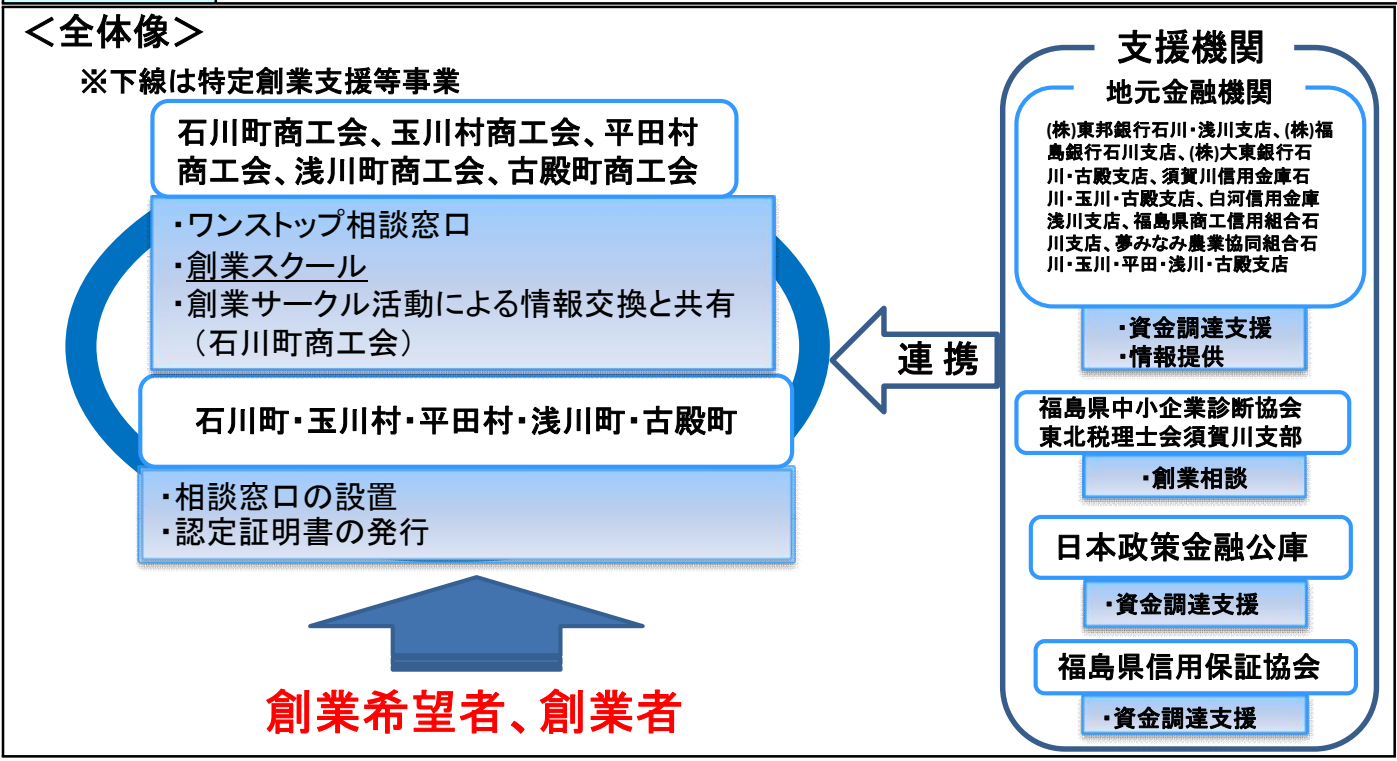 ＜全体像＞
※下線は特定創業支援等事業
石川町商工会、玉川村商工会、平田村
商工会、浅川町商工会、古殿町商工会
・ワンストップ相談窓口
・創業スクール
・創業サークル活動による情報交換と共有
（石川町商工会）
石川町・玉川村・平田村・浅川町・古殿町
・相談窓口の設置
・認定証明書の発行
創業希望者、創業者
連携
支援機関
地元金融機関
(株)東邦銀行石川・浅川支店、(株)福
島銀行石川支店、(株)大東銀行石
川・古殿支店、須賀川信用金庫石
川・玉川・古殿支店、白河信用金庫
浅川支店、福島県商工信用組合石
川支店、夢みなみ農業協同組合石
川・玉川・平田・浅川・古殿支店
・資金調達支援
・情報提供
福島県中小企業診断協会
東北税理士会須賀川支部
・創業相談
日本政策金融公庫
・資金調達支援
福島県信用保証協会
・資金調達支援